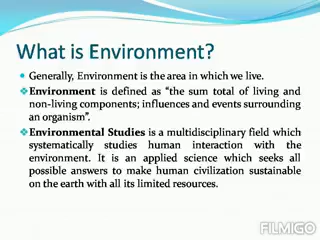 What is Environment?
Generally, Environment is the area in which we live.
Environment is defined as “the sum total of living and
non-living components; influences and events surrounding
an organism”.
Environmental Studies is a multidisciplinary field which
systematically studies human interaction with the
environment. It is an applied science which seeks all
possible answers to make human civilization sustainable
on the earth with all its limited resources.
FILMIGO